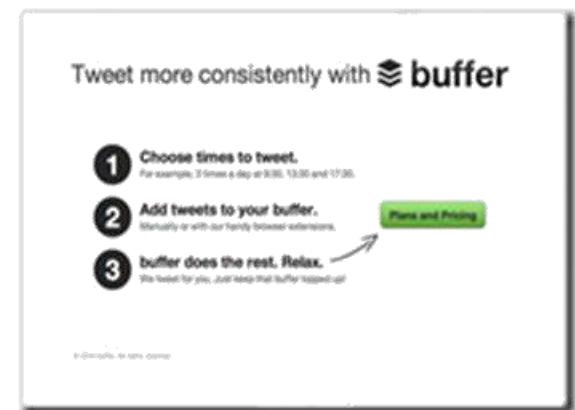 Tweet more consistently with buffer
1 Choose times to tweet.
For example, 3 times a day at 9:30, 13:30 and 17:30.
2 Add tweets to your buffer.
Manually or with our handy browser extensions.
Plans and Pricing
3 buffer does the rest. Relax.
We tweet for you. Just keep that buffer topped up!